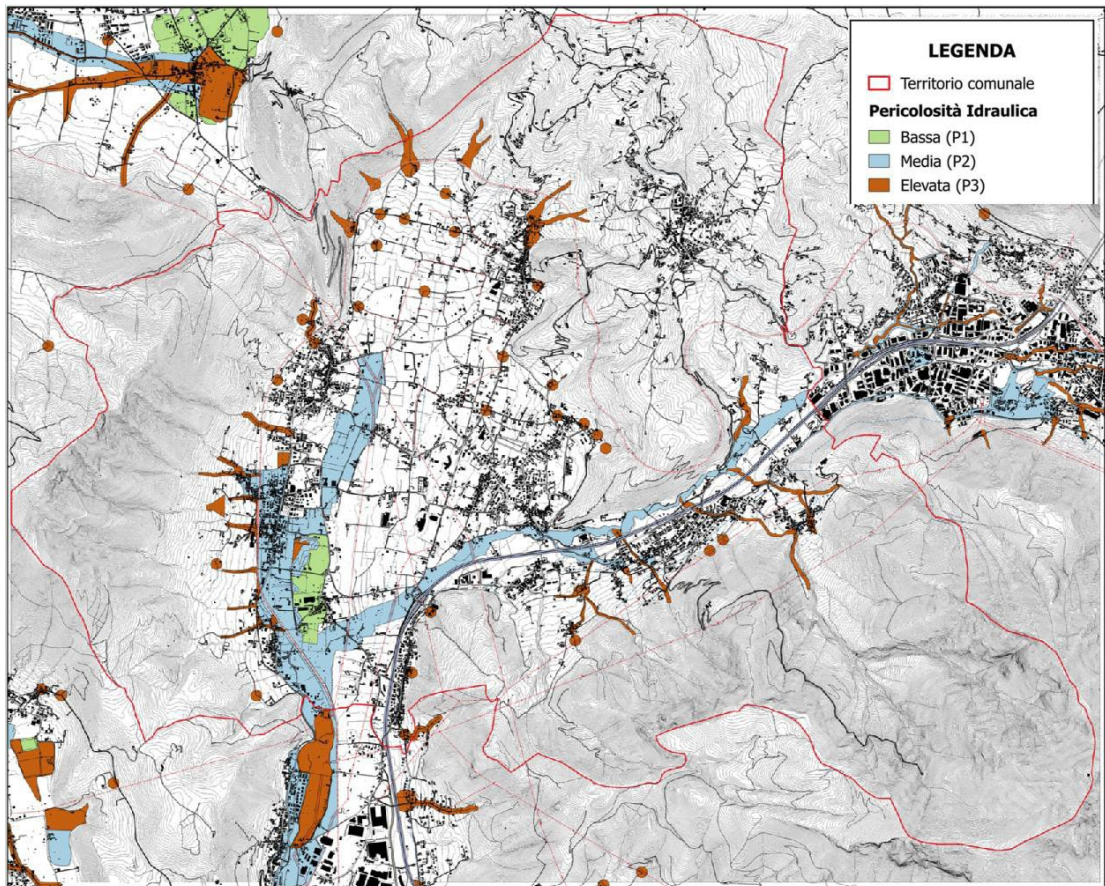 LEGENDA
Territorio comunale
Pericolosità Idraulica
Bassa (P1)
Media (P2)
Elevata (P3)